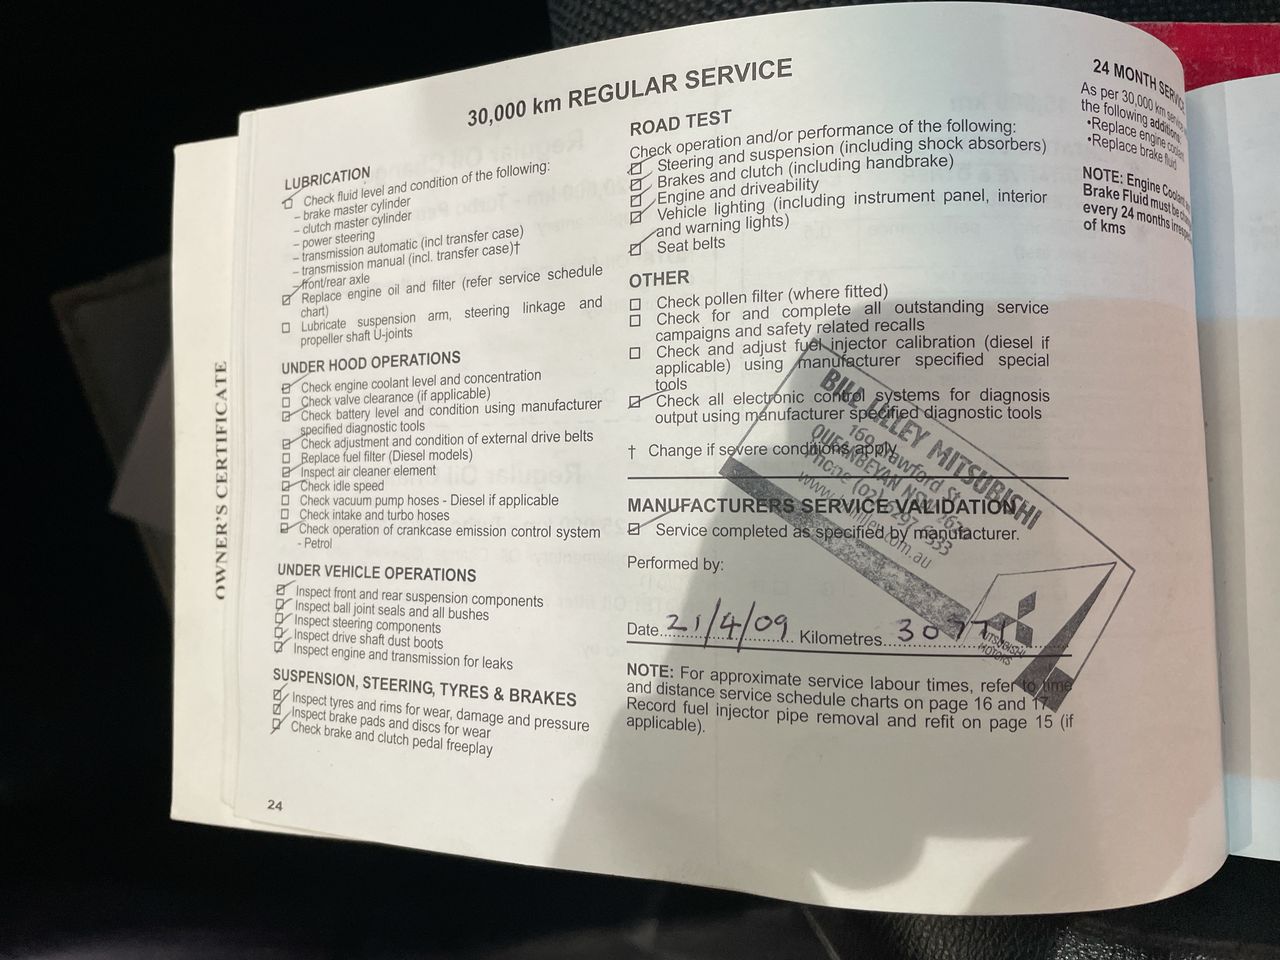 30,000 km REGULAR SERVICE
LUBRICATION
Check fluid level and condition of the following:
– brake master cylinder
– clutch master cylinder
– power steering
– transmission automatic (incl transfer case)
– transmission manual (incl. transfer case)†
– front/rear axle
Replace engine oil and filter (refer service schedule
chart)
Lubricate suspension arm, steering linkage and
propeller shaft U-joints
UNDER HOOD OPERATIONS
Check engine coolant level and concentration
Check valve clearance (if applicable)
Check battery level and condition using manufacturer
specified diagnostic tools
Check adjustment and condition of external drive belts
Replace fuel filter (Diesel models)
Inspect air cleaner element
Check idle speed
Check vacuum pump hoses - Diesel if applicable
Check intake and turbo hoses
Check operation of crankcase emission control system
- Petrol
UNDER VEHICLE OPERATIONS
Inspect front and rear suspension components
Inspect ball joint seals and all bushes
Inspect steering components
Inspect drive shaft dust boots
Inspect engine and transmission for leaks
SUSPENSION, STEERING, TYRES & BRAKES
Inspect tyres and rims for wear, damage and pressure
Inspect brake pads and discs for wear
Check brake and clutch pedal freeplay
24
OWNER'S CERTIFICATE
ROAD TEST
Check operation and/or performance of the following:
Steering and suspension (including shock absorbers)
Brakes and clutch (including handbrake)
Engine and driveability
Vehicle lighting (including instrument panel, interior
and warning lights)
Seat belts
OTHER
Check pollen filter (where fitted)
Check for and complete all outstanding service
campaigns and safety related recalls
Check and adjust fuel injector calibration (diesel if
applicable) using manufacturer specified special
tools
Check all electronic control systems for diagnosis
output using manufacturer specified diagnostic tools
† Change if severe conditions apply
MANUFACTURERS SERVICE VALIDATION
Service completed as specified by manufacturer.
Performed by:
Date 21/4/09 Kilometres 30771
NOTE: For approximate service labour times, refer to time
and distance service schedule charts on page 16 and 17
Record fuel injector pipe removal and refit on page 15 (if
applicable).
BILL LILLEY MITSUBISHI
169 Crawford St
QUEANBEYAN NSW 2620
Phone (02) 6297 6333
MITSUBISHI
MOTORS
24 MONTH
As per 30,000 km
the following
•Replace engine
•Replace brake fluid
NOTE: Engine
Brake Fluid must be
every 24 months
of kms